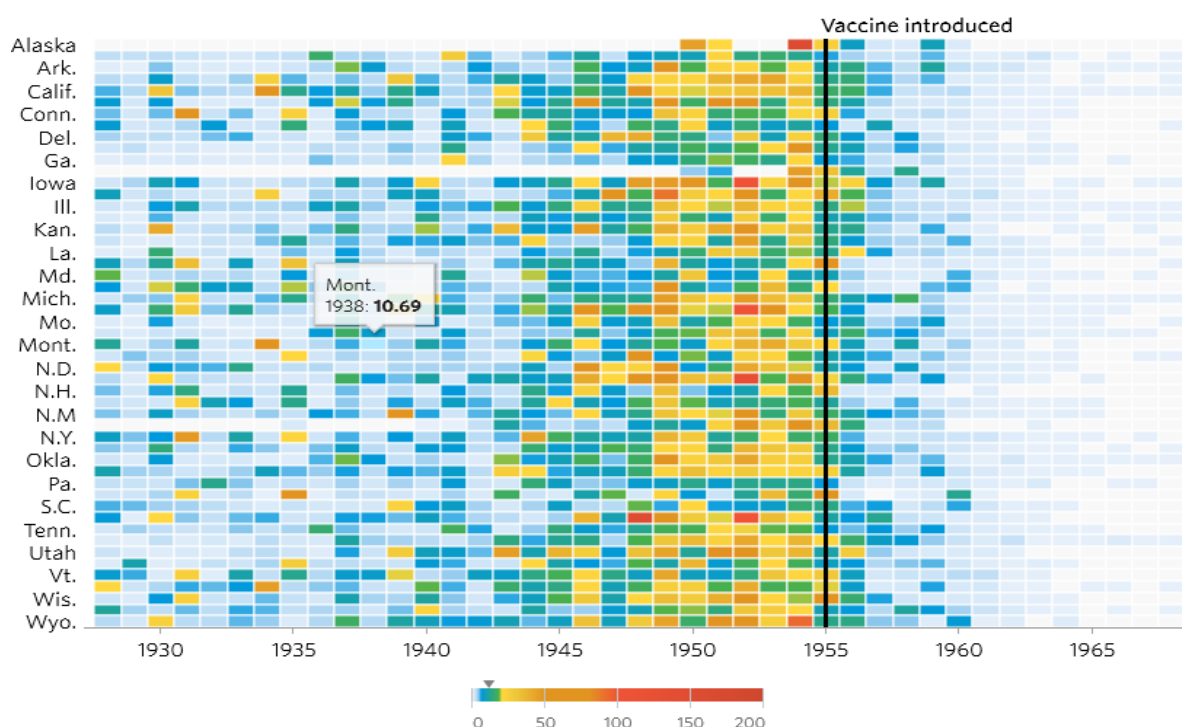 Vaccine introduced
Alaska
Ark.
Calif.
Conn.
Del.
Ga.
Iowa
Ill.
Kan.
La.
Md.
Mich.
Mo.
Mont.
N.D.
N.H.
N.M
N.Y.
Okla.
Pa.
S.C.
Tenn.
Utah
Vt.
Wis.
Wyo.
Mont.
1938: 10.69
1930 1935 1940 1945 1950 1955 1960 1965
0 50 100 150 200